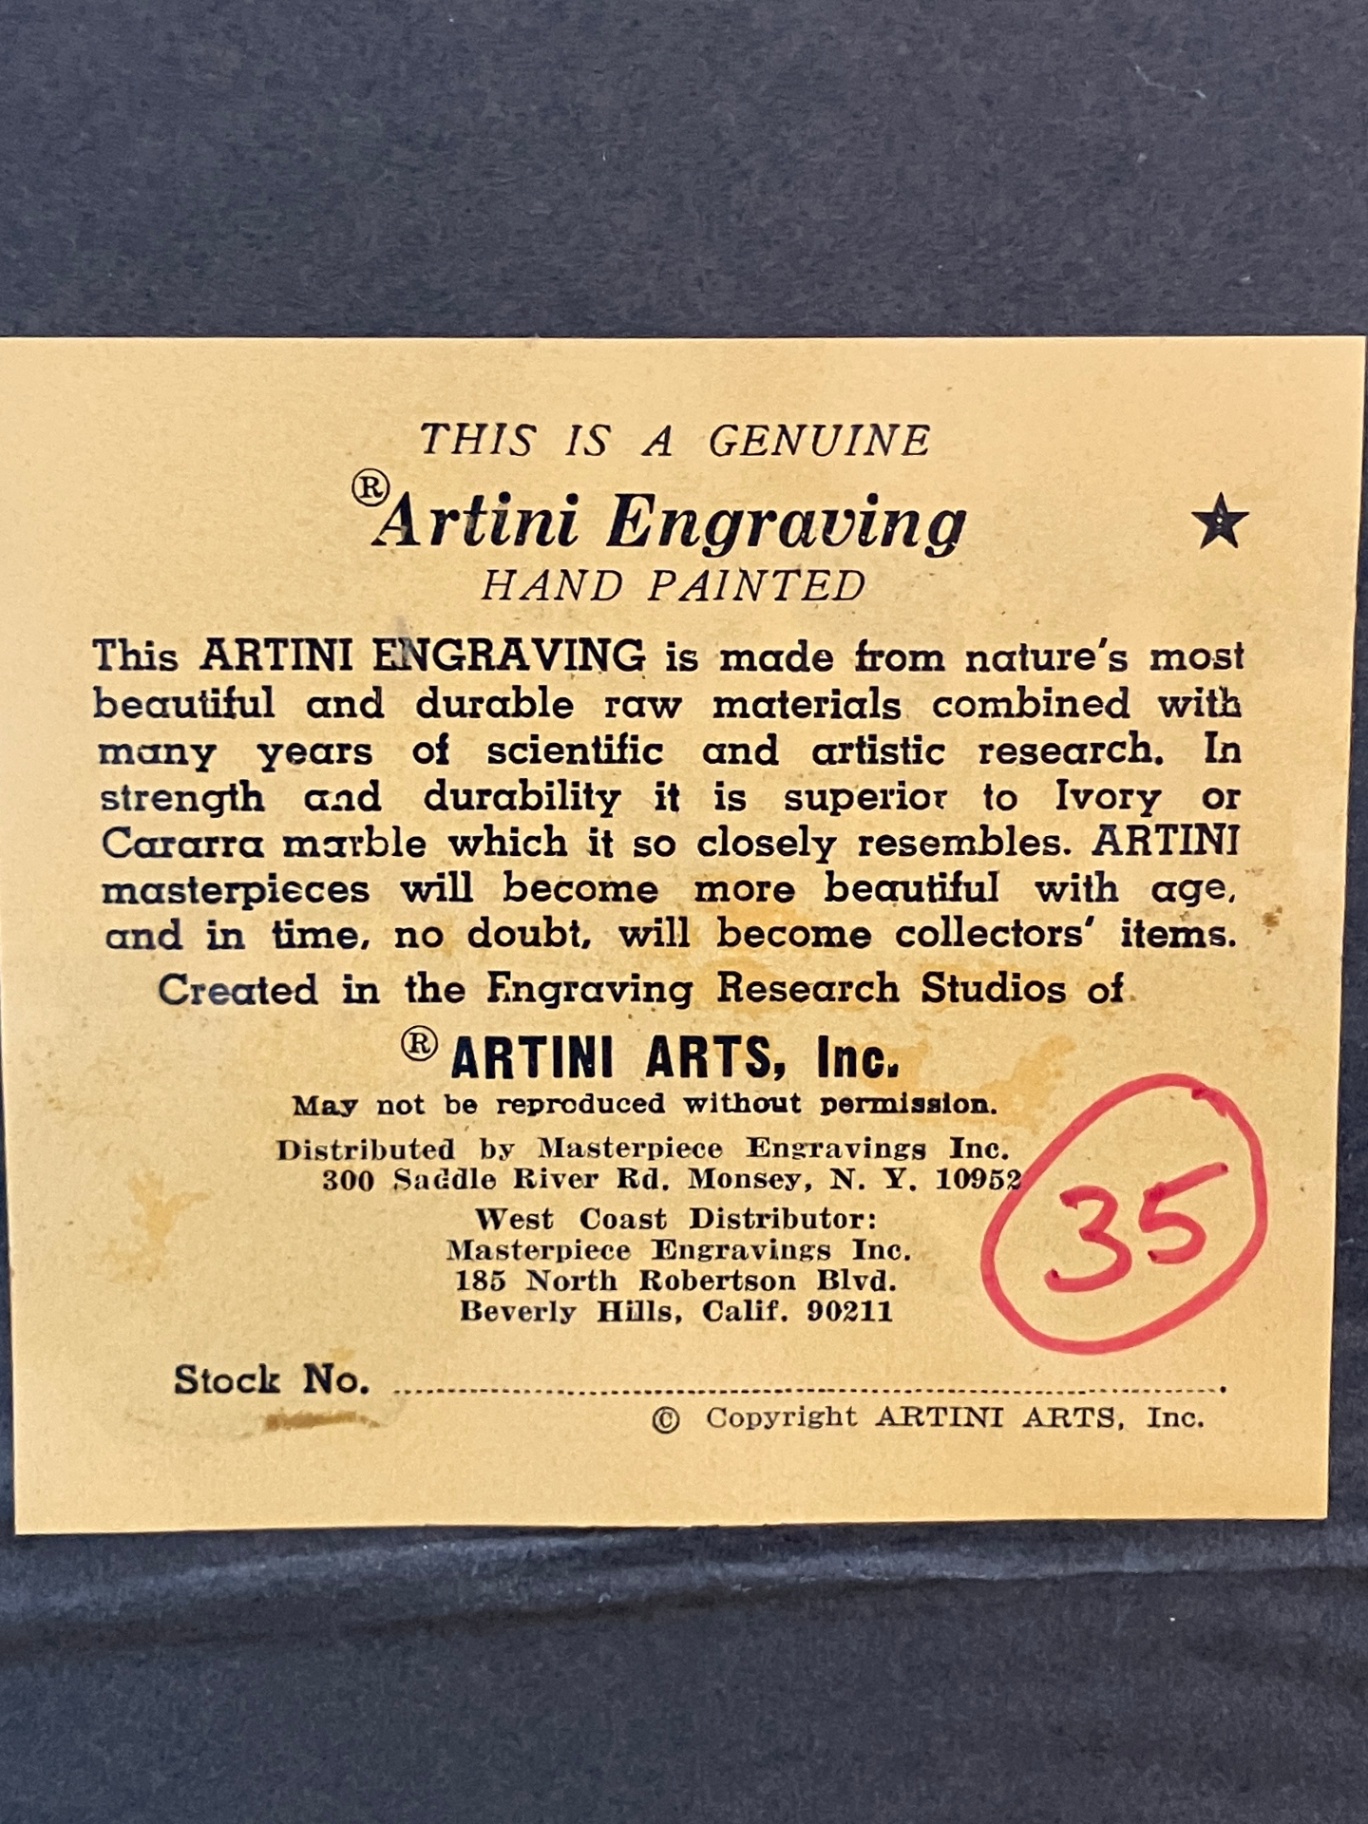 THIS IS A GENUINE
®Artini Engraving ★
HAND PAINTED
This ARTINI ENGRAVING is made from nature's most
beautiful and durable raw materials combined with
many years of scientific and artistic research. In
strength and durability it is superior to Ivory or
Cararra marble which it so closely resembles. ARTINI
masterpieces will become more beautiful with age,
and in time, no doubt, will become collectors' items.
Created in the Engraving Research Studios of
® ARTINI ARTS, Inc.
May not be reproduced without permission.
Distributed by Masterpiece Engravings Inc.
300 Saddle River Rd. Monsey, N. Y. 10952
West Coast Distributor:
Masterpiece Engravings Inc.
185 North Robertson Blvd.
Beverly Hills, Calif. 90211
35
Stock No. ..........................................................
© Copyright ARTINI ARTS, Inc.